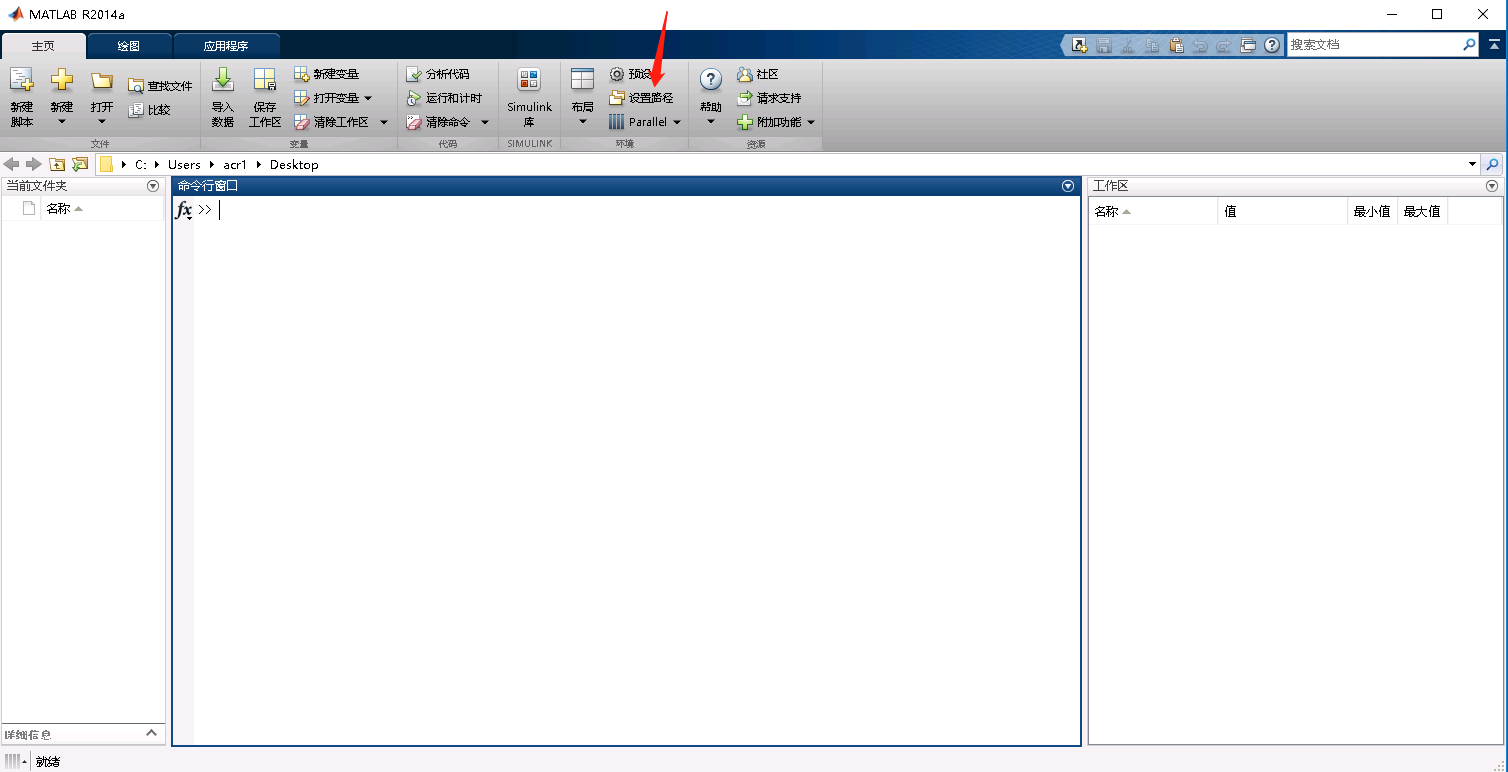 MATLAB R2014a
主页 绘图 应用程序 搜索文档
新建脚本 新建 打开 查找文件 比较 导入数据 保存工作区 新建变量 打开变量 清除工作区 分析代码 运行和计时 清除命令 Simulink 库 布局 预设 设置路径 Parallel 帮助 社区 请求支持 附加功能
文件 变量 代码 SIMULINK 环境 资源
C: Users acr1 Desktop
当前文件夹 命令行窗口 工作区
名称 fx >> 名称 值 最小值 最大值
详细信息
就绪